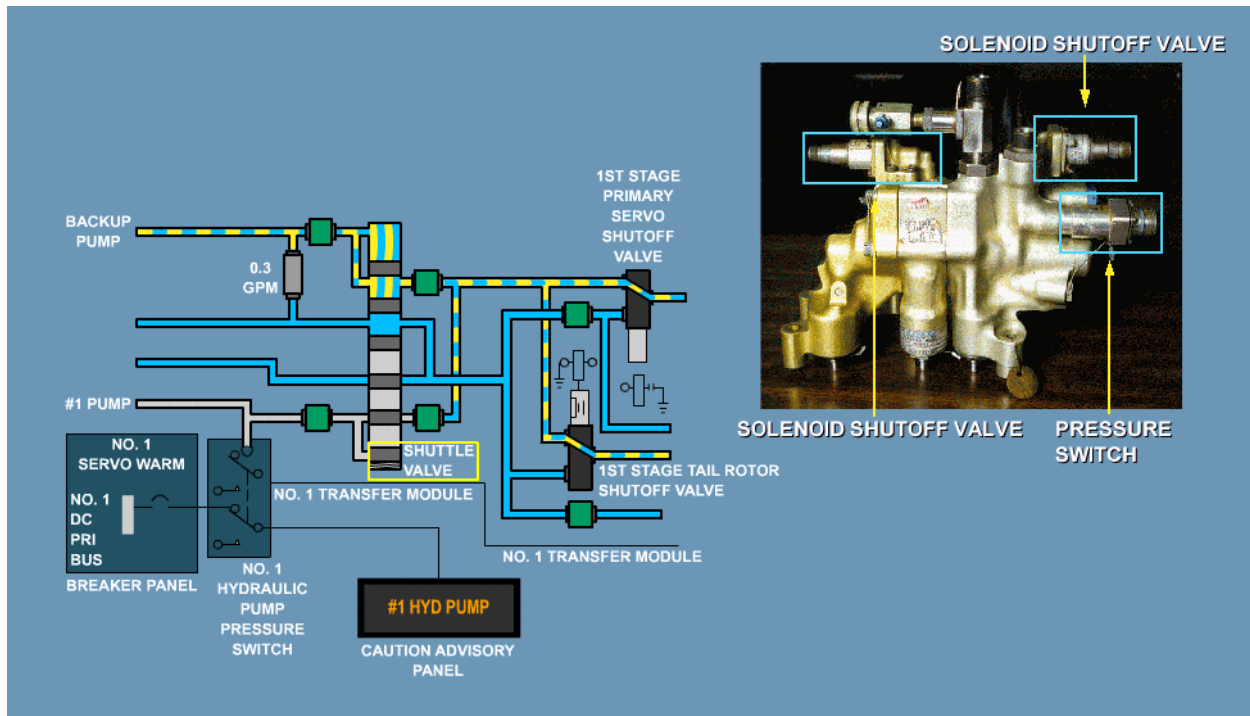 SOLENOID SHUTOFF VALVE
1ST STAGE
PRIMARY
SERVO
SHUTOFF
VALVE
BACKUP
PUMP
0.3
GPM
#1 PUMP
NO. 1
SERVO WARM
NO. 1
DC
PRI
BUS
BREAKER PANEL
NO. 1
HYDRAULIC
PUMP
PRESSURE
SWITCH
SHUTTLE
VALVE
NO. 1 TRANSFER MODULE
1ST STAGE TAIL ROTOR
SHUTOFF VALVE
NO. 1 TRANSFER MODULE
#1 HYD PUMP
CAUTION ADVISORY
PANEL
SOLENOID SHUTOFF VALVE
PRESSURE
SWITCH